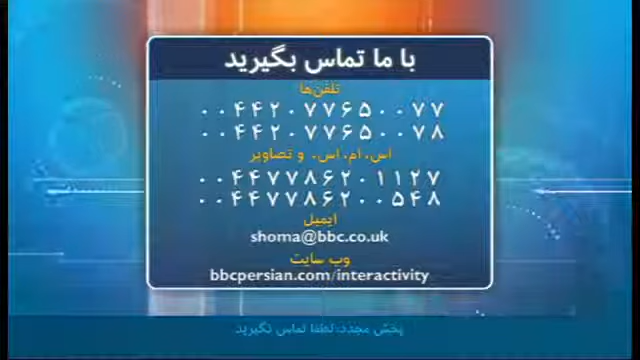 با ما تماس بگیرید
تلفن‌ها
۰۰۴۴۲۰۷۷۶۵۰۰۷۷
۰۰۴۴۲۰۷۷۶۵۰۰۷۸
اس.ام.اس. و تصاویر
۰۰۴۴۷۷۸۶۲۰۱۱۲۷
۰۰۴۴۷۷۸۶۲۰۰۵۴۸
ایمیل
shoma@bbc.co.uk
وب سایت
bbcpersian.com/interactivity
پخش مجدد، لطفا تماس نگیرید